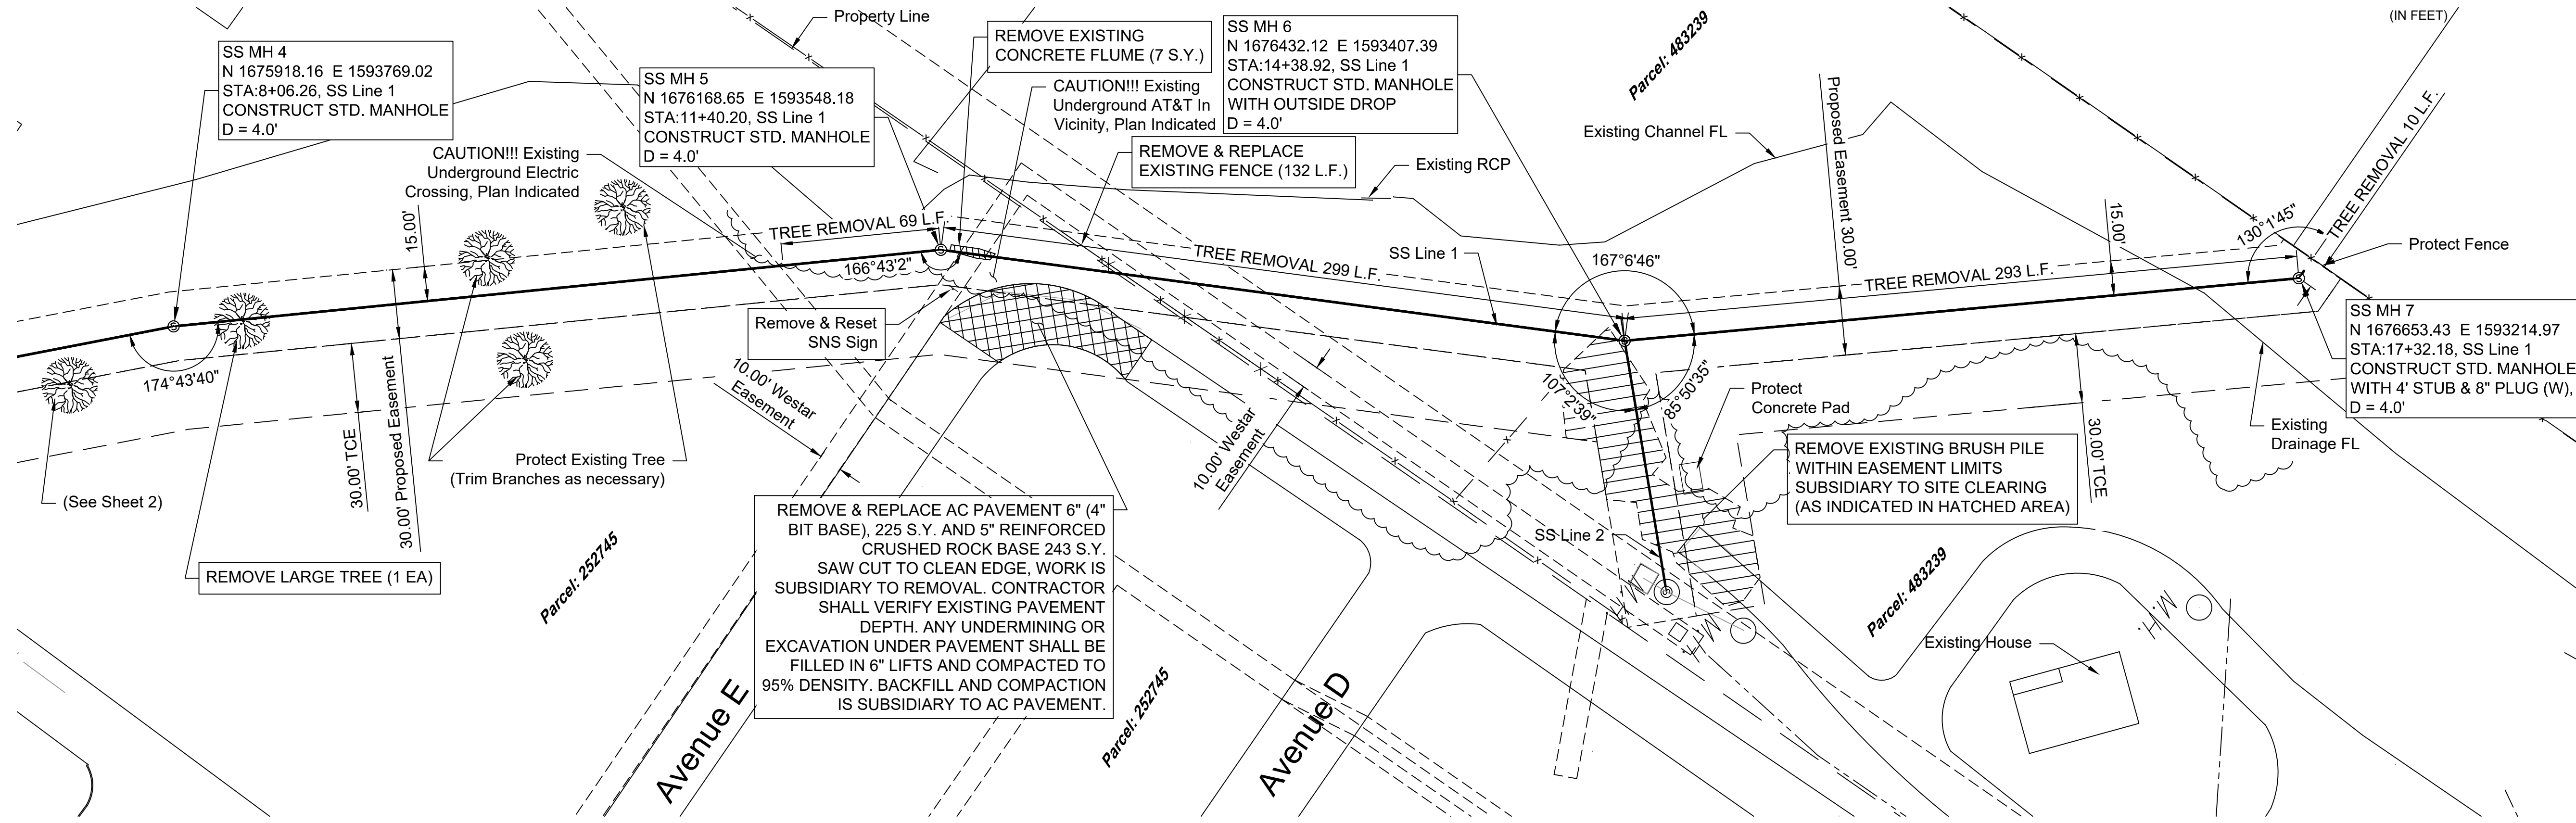 SS MH 4
N 1675918.16  E 1593769.02
STA:8+06.26, SS Line 1
CONSTRUCT STD. MANHOLE
D = 4.0'
SS MH 5
N 1676168.65  E 1593548.18
STA:11+40.20, SS Line 1
CONSTRUCT STD. MANHOLE
D = 4.0'
Property Line
REMOVE EXISTING
CONCRETE FLUME (7 S.Y.)
CAUTION!!! Existing
Underground AT&T In
Vicinity, Plan Indicated
SS MH 6
N 1676432.12  E 1593407.39
STA:14+38.92, SS Line 1
CONSTRUCT STD. MANHOLE
WITH OUTSIDE DROP
D = 4.0'
REMOVE & REPLACE
EXISTING FENCE (132 L.F.)
Existing RCP
Parcel: 483239
Existing Channel FL
Proposed Easement 30.00'
(IN FEET)
TREE REMOVAL 10 L.F.
130°1'45"
Protect Fence
15.00'
SS MH 7
N 1676653.43  E 1593214.97
STA:17+32.18, SS Line 1
CONSTRUCT STD. MANHOLE
WITH 4' STUB & 8" PLUG (W),
D = 4.0'
CAUTION!!! Existing
Underground Electric
Crossing, Plan Indicated
15.00'
TREE REMOVAL 69 L.F.
166°43'2"
TREE REMOVAL 299 L.F.
SS Line 1
167°6'46"
TREE REMOVAL 293 L.F.
174°43'40"
Remove & Reset
SNS Sign
10.00' Westar
Easement
10.00' Westar
Easement
107°2'39"
85°50'35"
Protect
Concrete Pad
REMOVE EXISTING BRUSH PILE
WITHIN EASEMENT LIMITS
SUBSIDIARY TO SITE CLEARING
(AS INDICATED IN HATCHED AREA)
30.00' TCE
Existing
Drainage FL
(See Sheet 2)
30.00' TCE
30.00' Proposed Easement
Protect Existing Tree
(Trim Branches as necessary)
REMOVE LARGE TREE (1 EA)
Parcel: 252745
REMOVE & REPLACE AC PAVEMENT 6" (4"
BIT BASE), 225 S.Y. AND 5" REINFORCED
CRUSHED ROCK BASE 243 S.Y.
SAW CUT TO CLEAN EDGE, WORK IS
SUBSIDIARY TO REMOVAL. CONTRACTOR
SHALL VERIFY EXISTING PAVEMENT
DEPTH. ANY UNDERMINING OR
EXCAVATION UNDER PAVEMENT SHALL BE
FILLED IN 6" LIFTS AND COMPACTED TO
95% DENSITY. BACKFILL AND COMPACTION
IS SUBSIDIARY TO AC PAVEMENT.
SS Line 2
Parcel: 483239
M.H.
Existing House
Avenue E
Parcel: 252745
Avenue D